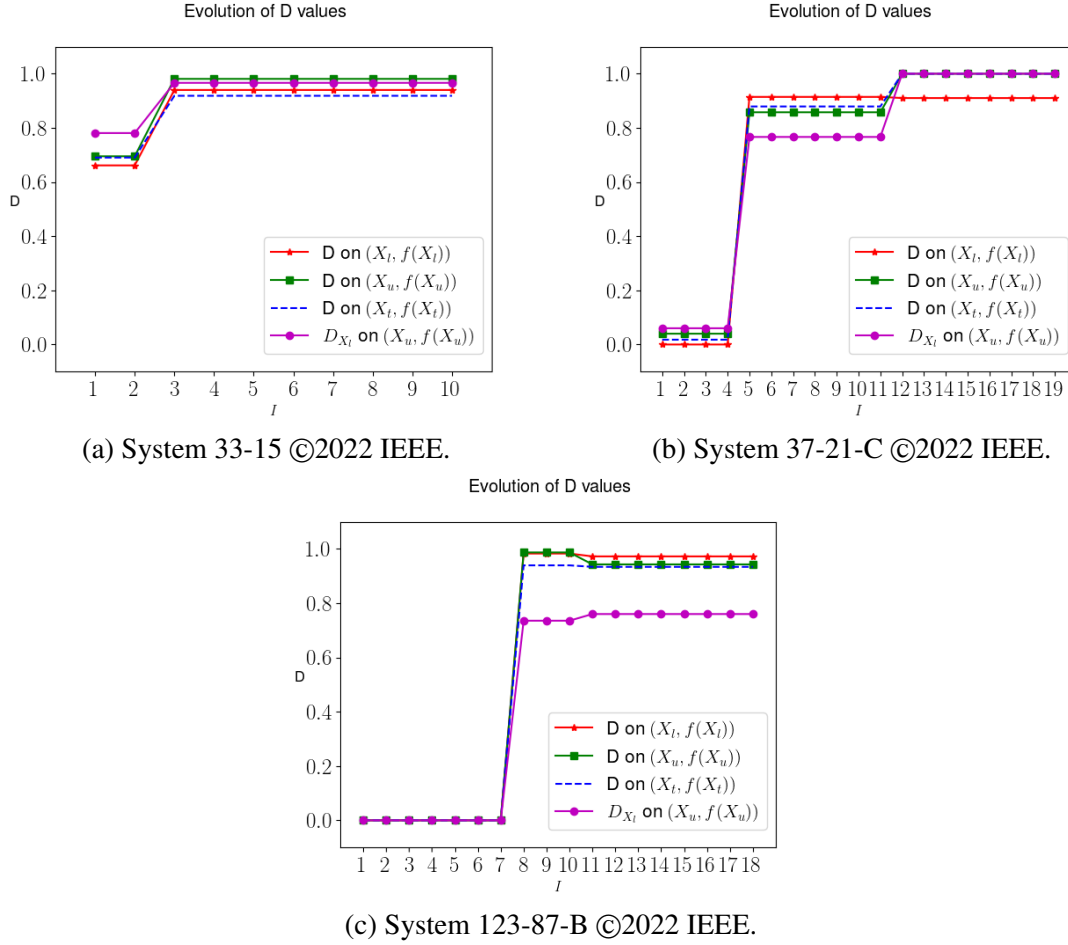 Evolution of D values
1.0
0.8
0.6
0.4
0.2
0.0
D
1 2 3 4 5 6 7 8 9 10
I
D on (X_l, f(X_l))
D on (X_u, f(X_u))
D on (X_t, f(X_t))
D_{X_l} on (X_u, f(X_u))
(a) System 33-15 ©2022 IEEE.
Evolution of D values
1.0
0.8
0.6
0.4
0.2
0.0
D
1 2 3 4 5 6 7 8 9 10 11 12 13 14 15 16 17 18 19
I
D on (X_l, f(X_l))
D on (X_u, f(X_u))
D on (X_t, f(X_t))
D_{X_l} on (X_u, f(X_u))
(b) System 37-21-C ©2022 IEEE.
Evolution of D values
1.0
0.8
0.6
0.4
0.2
0.0
D
1 2 3 4 5 6 7 8 9 10 11 12 13 14 15 16 17 18
I
D on (X_l, f(X_l))
D on (X_u, f(X_u))
D on (X_t, f(X_t))
D_{X_l} on (X_u, f(X_u))
(c) System 123-87-B ©2022 IEEE.